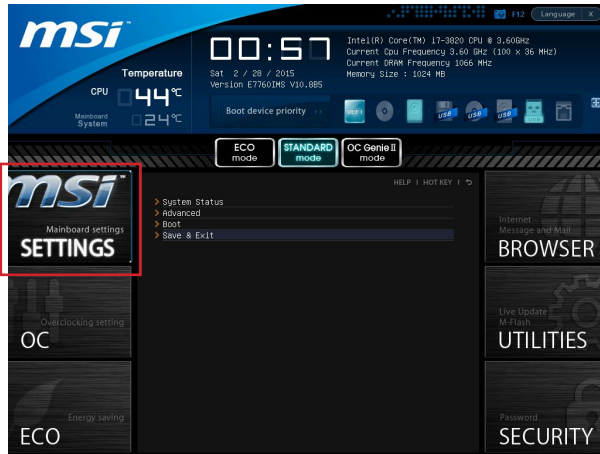 F12 Language X
msi
00:57
Sat 2 / 28 / 2015
Version E7760IMS V10.8B5
Intel(R) Core(TM) i7-3820 CPU @ 3.60GHz
Current Cpu Frequency 3.60 GHz (100 x 36 MHz)
Current DRAM Frequency 1066 MHz
Memory Size : 1024 MB
Temperature
CPU 44°C
Mainboard
System 24°C
Boot device priority
UEFI USB USB USB
ECO
mode
STANDARD
mode
OC Genie II
mode
HELP | HOT KEY |
msi
Mainboard settings
SETTINGS
System Status
Advanced
Boot
Save & Exit
Internet
Message and Mail
BROWSER
Overclocking setting
OC
Live Update
M-Flash
UTILITIES
Energy saving
ECO
Password
SECURITY